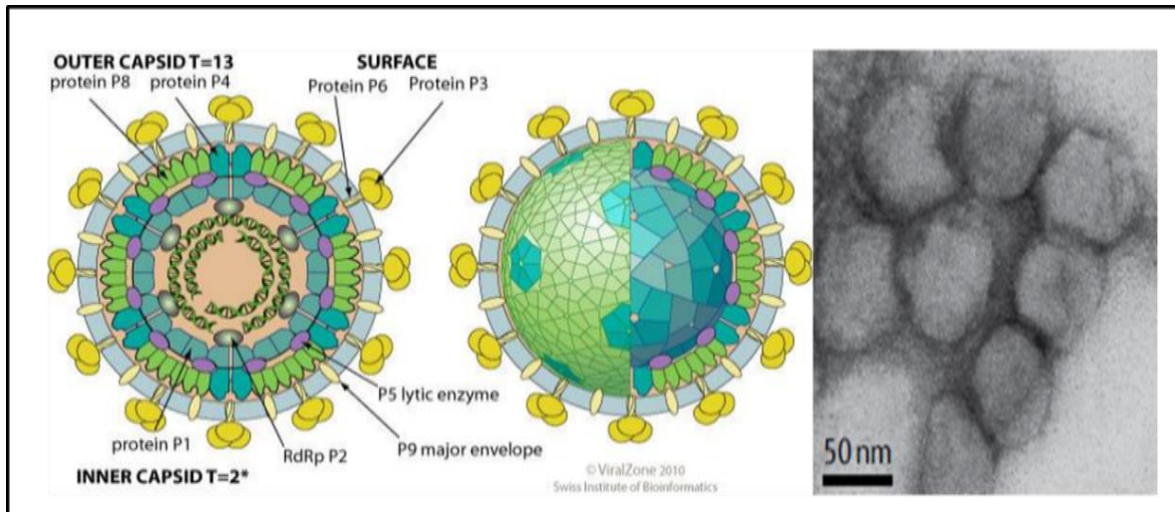 OUTER CAPSID T=13
protein P8 protein P4
SURFACE
Protein P6 Protein P3
P5 lytic enzyme
protein P1
RdRp P2
P9 major envelope
INNER CAPSID T=2*
© ViralZone 2010
Swiss Institute of Bioinformatics
50 nm